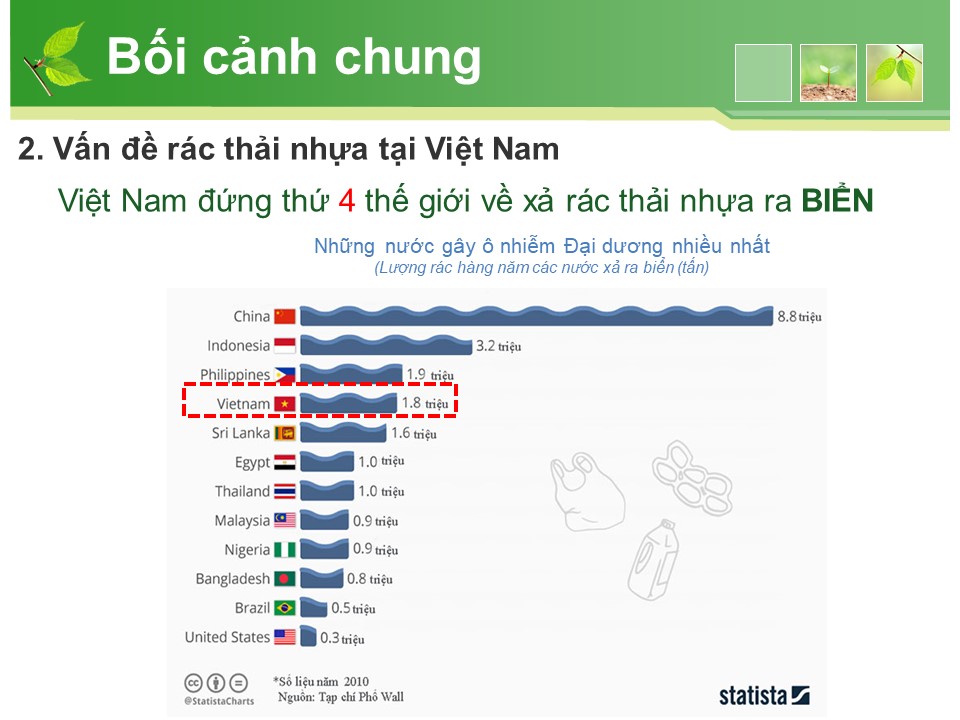 Bối cảnh chung
2. Vấn đề rác thải nhựa tại Việt Nam
Việt Nam đứng thứ 4 thế giới về xả rác thải nhựa ra BIỂN
Những nước gây ô nhiễm Đại dương nhiều nhất
(Lượng rác hàng năm các nước xả ra biển (tấn)
China 8.8 triệu
Indonesia 3.2 triệu
Philippines 1.9 triệu
Vietnam 1.8 triệu
Sri Lanka 1.6 triệu
Egypt 1.0 triệu
Thailand 1.0 triệu
Malaysia 0.9 triệu
Nigeria 0.9 triệu
Bangladesh 0.8 triệu
Brazil 0.5 triệu
United States 0.3 triệu
*Số liệu năm 2010
Nguồn: Tạp chí Phố Wall
@StatistaCharts
statista